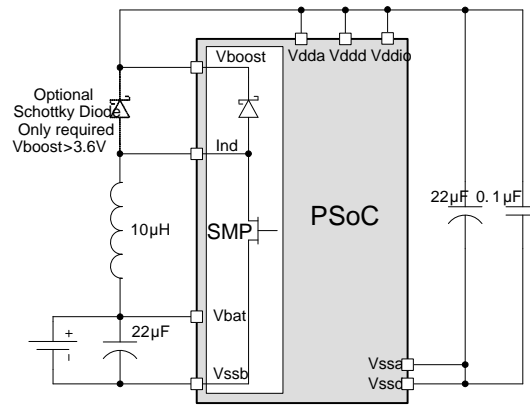 Vdda Vddd Vddio
Vboost
Optional
Schottky Diode
Only required
Vboost>3.6V
Ind
22µF 0.1µF
10µH
SMP
PSoC
Vbat
22µF
+
-
Vssb
Vssa
Vssd